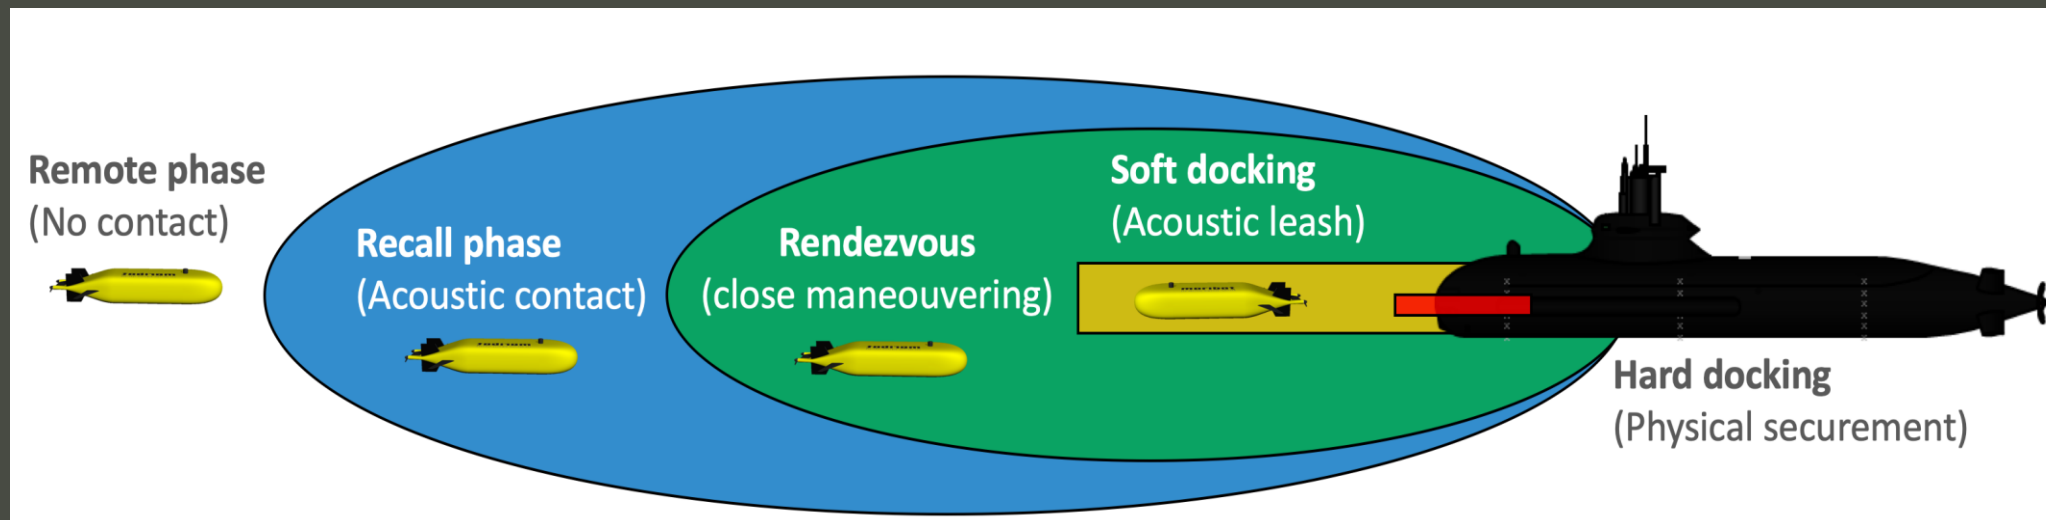 Remote phase
(No contact)
Recall phase
(Acoustic contact)
Rendezvous
(close maneouvering)
Soft docking
(Acoustic leash)
Hard docking
(Physical securement)